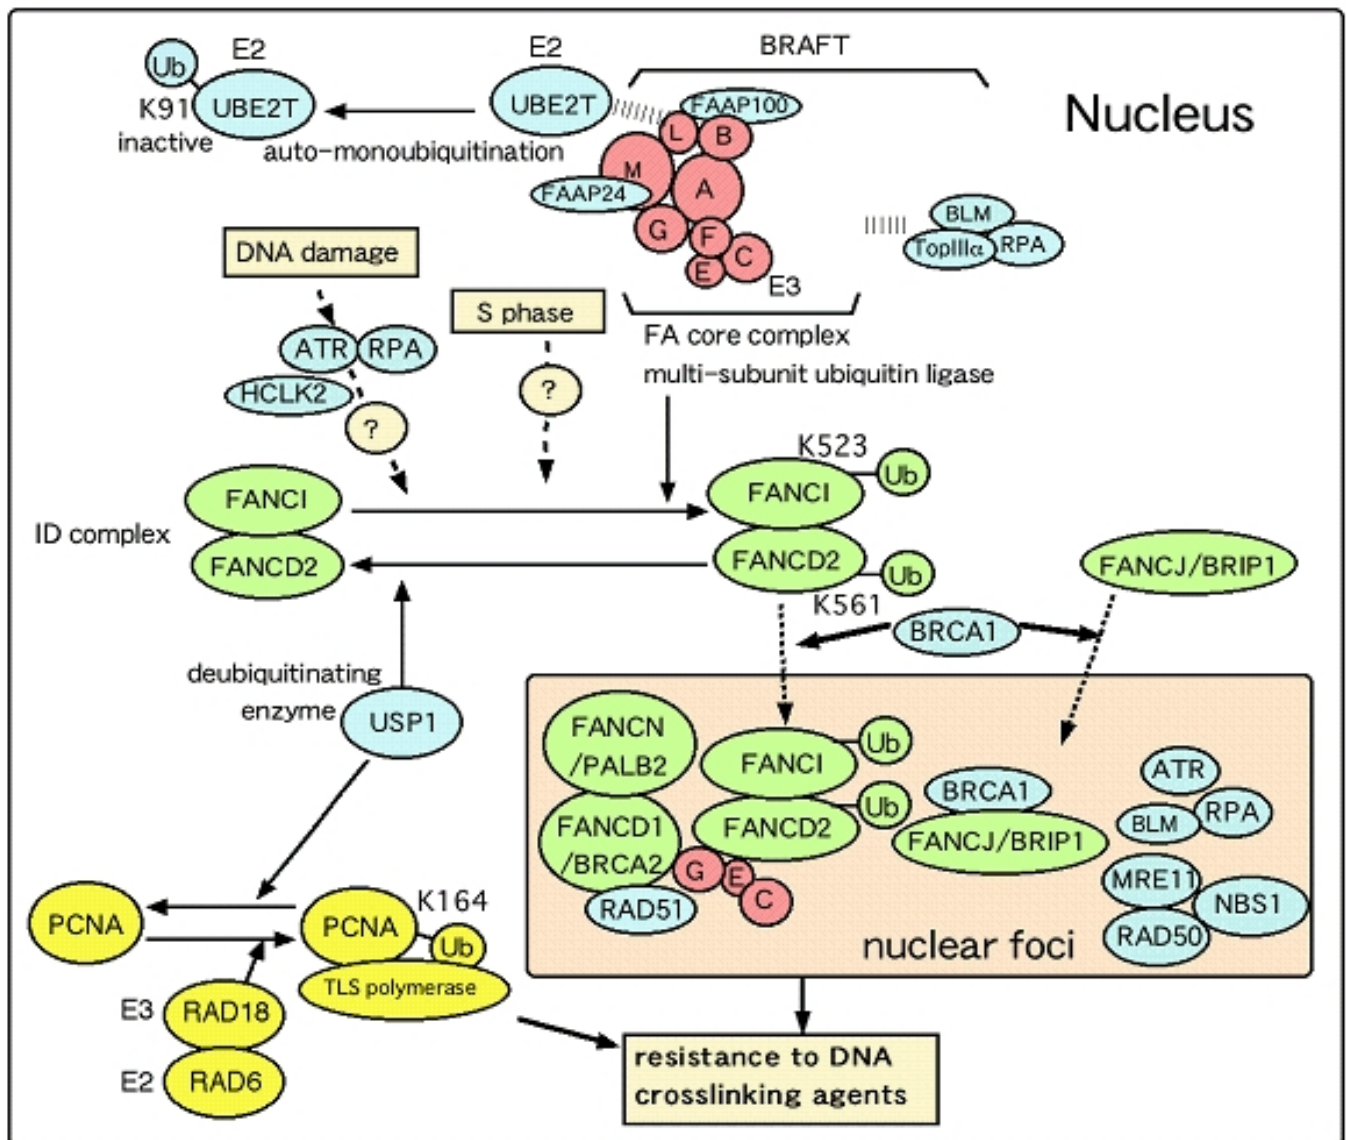 E2
E2
BRAFT
Ub
UBE2T
UBE2T
FAAP100
Nucleus
K91
inactive
auto-monoubiquitination
L
B
M
A
FAAP24
G
F
C
E
E3
BLM
TopIIIα
RPA
DNA damage
S phase
FA core complex
multi-subunit ubiquitin ligase
ATR
RPA
HCLK2
?
?
K523
FANCI
FANCI
Ub
ID complex
FANCD2
FANCD2
Ub
K561
FANCJ/BRIP1
BRCA1
deubiquitinating
enzyme
USP1
FANCN
/PALB2
FANCI
Ub
FANCD1
/BRCA2
FANCD2
Ub
BRCA1
FANCJ/BRIP1
ATR
BLM
RPA
G
E
C
RAD51
MRE11
NBS1
RAD50
nuclear foci
PCNA
PCNA
K164
Ub
TLS polymerase
E3
RAD18
E2
RAD6
resistance to DNA
crosslinking agents